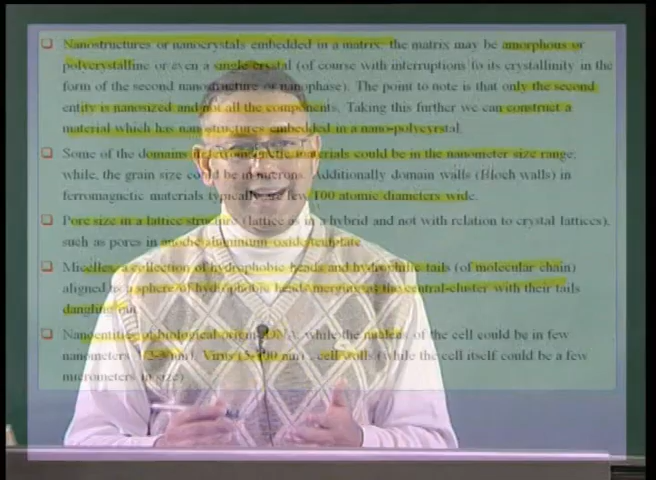 Nanostructures or nanocrystals embedded in a matrix: the matrix may be amorphous or
polycrystalline or even a single crystal (of course with interruptions to its crystallinity in the
form of the second nanostructure or nanophase). The point to note is that only the second
entity is nanosized and not all the components. Taking this further we can construct a
material which has nanostructures embedded in a nano-polycrystal.
Some of the domains in ferromagnetic materials could be in the nanometer size range;
while, the grain size could be in microns. Additionally domain walls (Bloch walls) in
ferromagnetic materials typically few 100 atomic diameters wide.
Pore size in a lattice structure (lattice as in a hybrid and not with relation to crystal lattices),
such as pores in anodic aluminum oxide template.
Micelles a collection of hydrophobic heads and hydrophilic tails (of molecular chain)
aligned as a sphere of hydrophobic heads merging at the central-cluster with their tails
dangling out.
Nanoentities of biological origin DNA, while the nucleus of the cell could be in few
nanometers Virus cell walls (while the cell itself could be a few
micrometers in size)